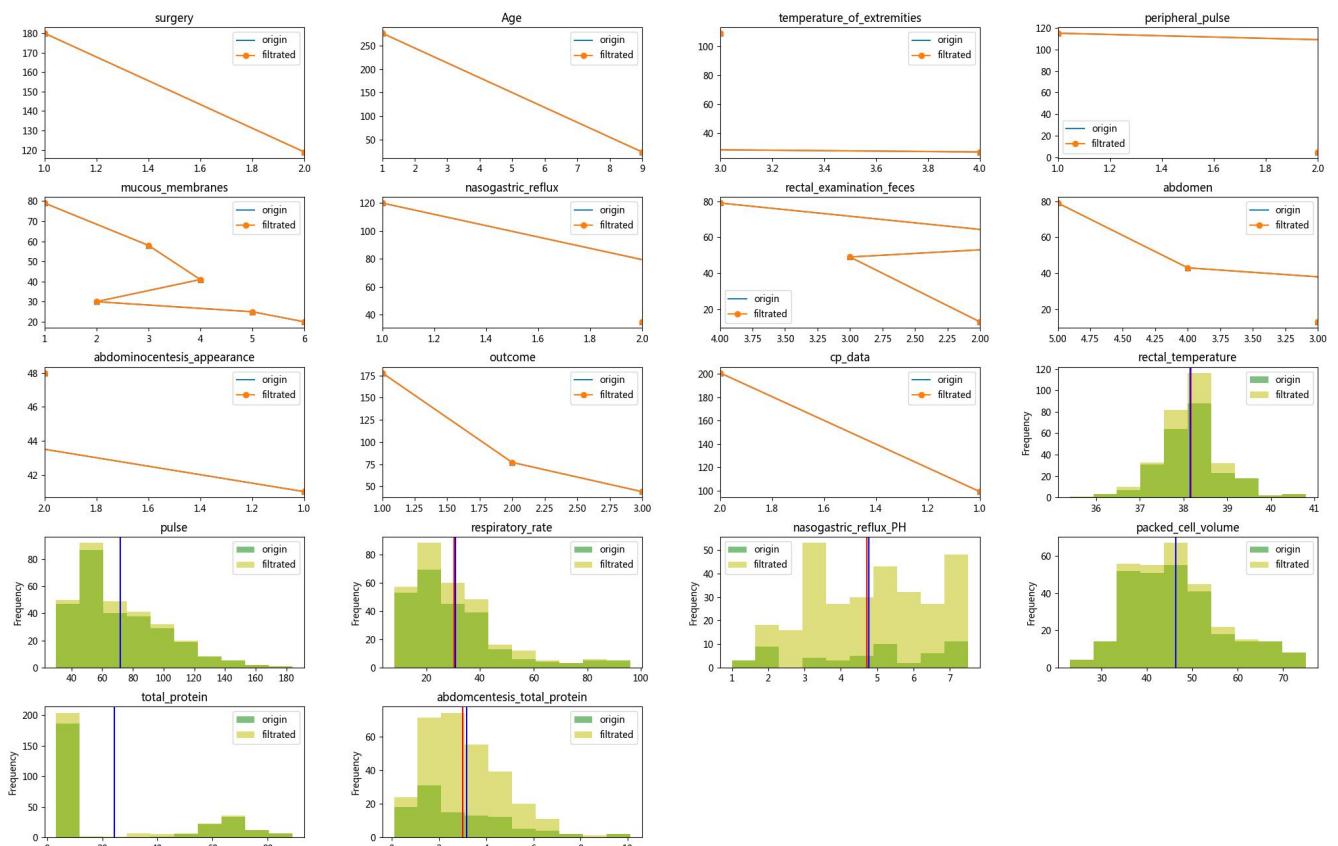 surgery
180
170
160
150
140
130
120
origin
filtrated
1.0 1.2 1.4 1.6 1.8 2.0
Age
250
200
150
100
50
origin
filtrated
1 2 3 4 5 6 7 8 9
temperature_of_extremities
100
80
60
40
origin
filtrated
3.0 3.2 3.4 3.6 3.8 4.0
peripheral_pulse
120
100
80
60
40
20
0
origin
filtrated
1.0 1.2 1.4 1.6 1.8 2.0
mucous_membranes
80
70
60
50
40
30
20
origin
filtrated
1 2 3 4 5 6
nasogastric_reflux
120
100
80
60
40
origin
filtrated
1.0 1.2 1.4 1.6 1.8 2.0
rectal_examination_feces
80
60
40
20
origin
filtrated
4.00 3.75 3.50 3.25 3.00 2.75 2.50 2.25 2.00
abdomen
80
60
40
20
origin
filtrated
5.00 4.75 4.50 4.25 4.00 3.75 3.50 3.25 3.00
abdominocentesis_appearance
48
46
44
42
origin
filtrated
2.0 1.8 1.6 1.4 1.2 1.0
outcome
175
150
125
100
75
50
origin
filtrated
1.00 1.25 1.50 1.75 2.00 2.25 2.50 2.75 3.00
cp_data
200
180
160
140
120
100
origin
filtrated
2.0 1.8 1.6 1.4 1.2 1.0
rectal_temperature
Frequency
120
100
80
60
40
20
0
origin
filtrated
36 37 38 39 40 41
pulse
Frequency
80
60
40
20
0
origin
filtrated
40 60 80 100 120 140 160 180
respiratory_rate
Frequency
80
60
40
20
0
origin
filtrated
20 40 60 80 100
nasogastric_reflux_PH
Frequency
50
40
30
20
10
0
origin
filtrated
1 2 3 4 5 6 7
packed_cell_volume
Frequency
60
40
20
0
origin
filtrated
30 40 50 60 70
total_protein
Frequency
200
150
100
50
0
origin
filtrated
0 20 40 60 80
abdomcentesis_total_protein
Frequency
60
40
20
0
origin
filtrated
0 2 4 6 8 10